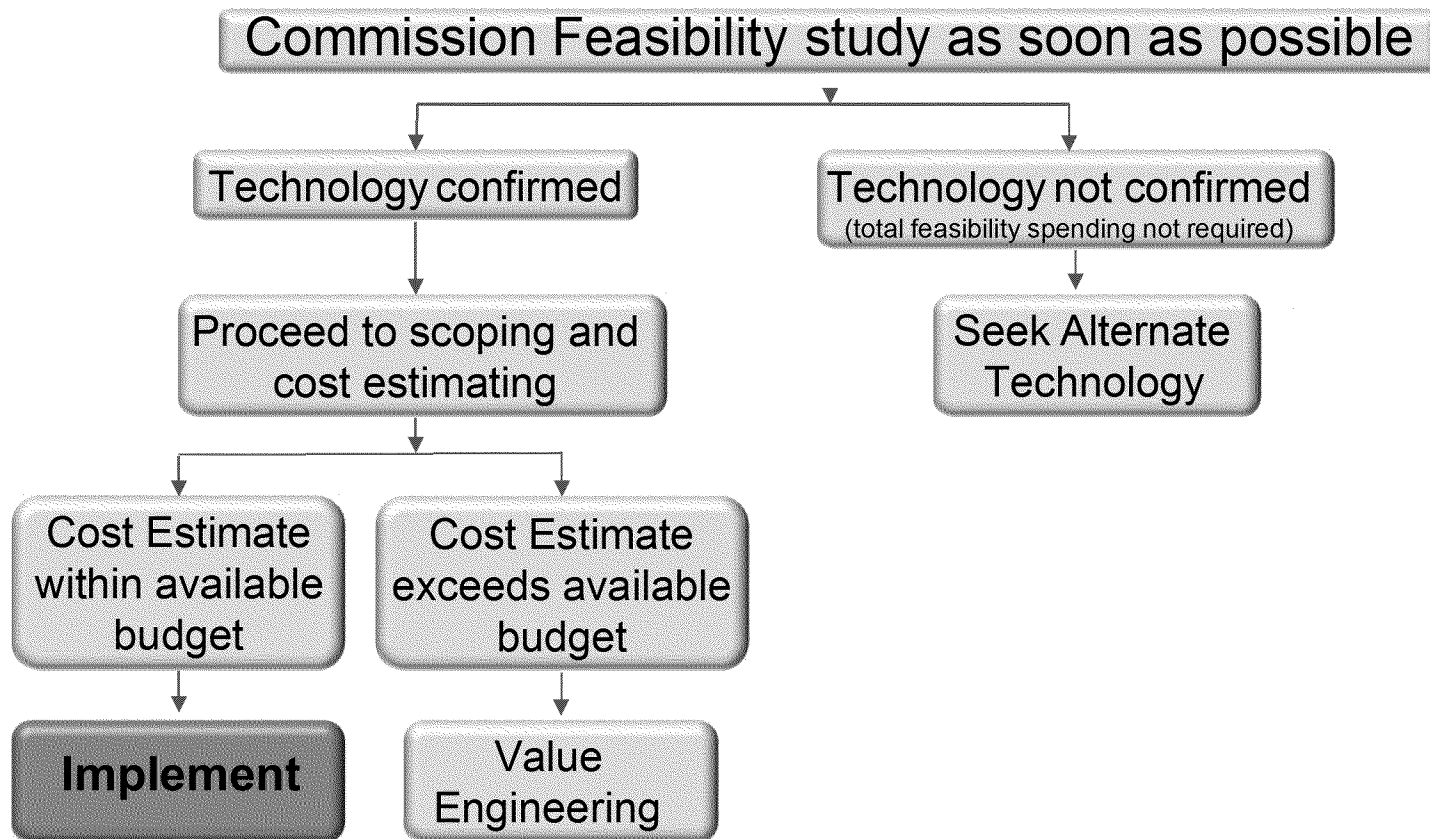 Commission Feasibility study as soon as possible
Technology confirmed
Technology not confirmed
(total feasibility spending not required)
Proceed to scoping and
cost estimating
Seek Alternate
Technology
Cost Estimate
within available
budget
Cost Estimate
exceeds available
budget
Implement
Value
Engineering